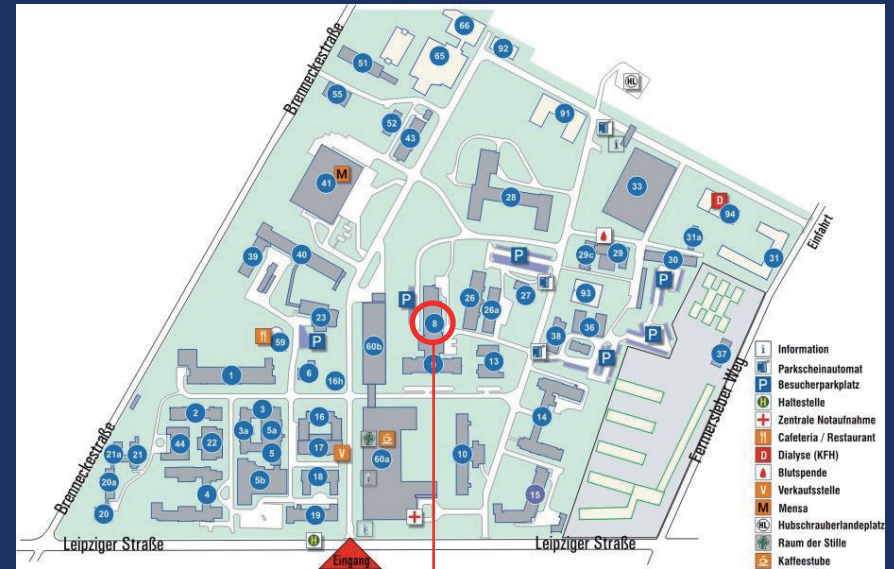 66
92
65
51
HL
55
91
52
43
i
M
41
33
28
D
94
Einfahrt
31a
29c
29
39
40
P
30
31
P
27
93
P
26
26a
8
23
36
P
60b
38
P
59
P
37
13
1
6
16h
14
2
3
16
3a
5a
44
22
17
21a
21
5
V
60a
10
20a
5b
18
i
15
4
20
19
H
i
Brenneckestraße
Brenneckestraße
Fermersleber Weg
Leipziger Straße
Leipziger Straße
Eingang
i Information
Parkscheinautomat
P Besucherparkplatz
H Haltestelle
Zentrale Notaufnahme
Cafeteria / Restaurant
D Dialyse (KFH)
Blutspende
V Verkaufsstelle
M Mensa
HL Hubschrauberlandeplatz
Raum der Stille
Kaffeestube